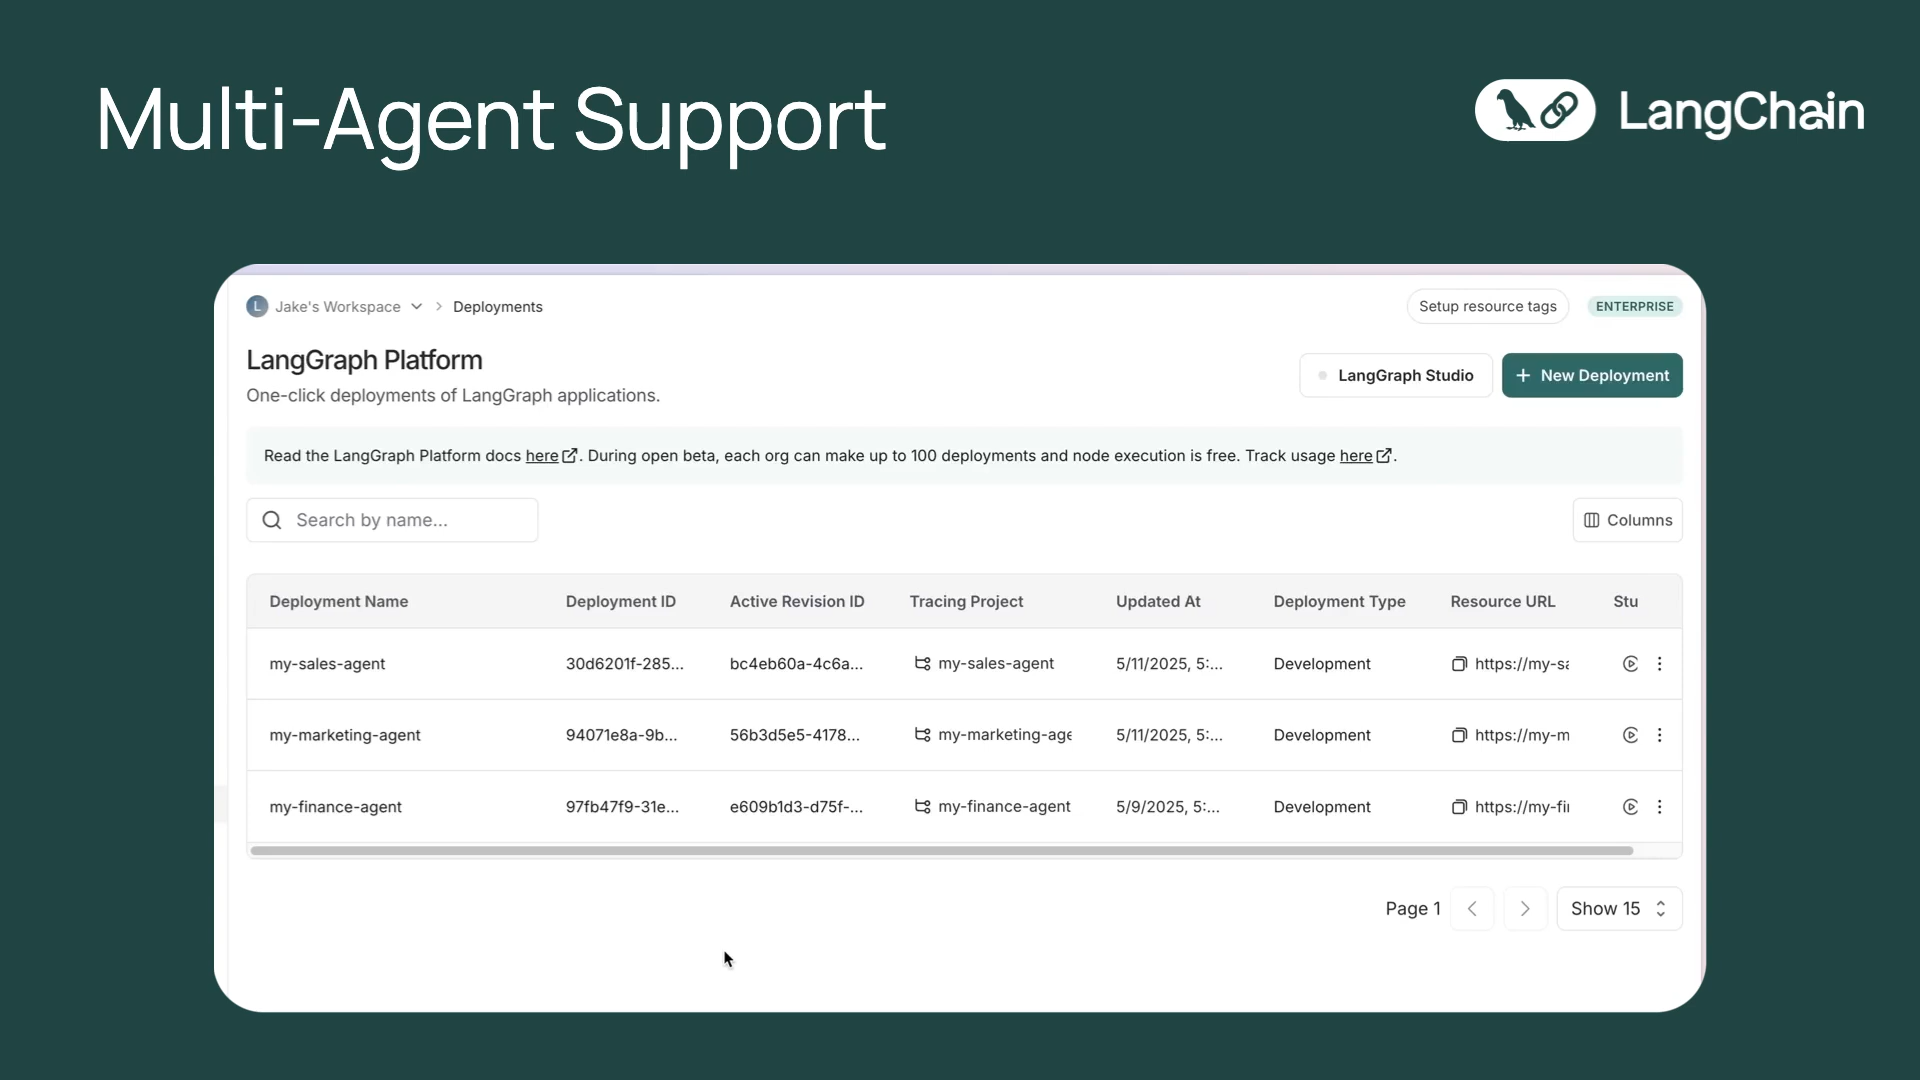 Multi-Agent Support
LangChain
L Jake's Workspace > Deployments
Setup resource tags
ENTERPRISE
LangGraph Platform
One-click deployments of LangGraph applications.
LangGraph Studio
+ New Deployment
Read the LangGraph Platform docs here. During open beta, each org can make up to 100 deployments and node execution is free. Track usage here.
Search by name...
Columns
Deployment Name Deployment ID Active Revision ID Tracing Project Updated At Deployment Type Resource URL Stu
my-sales-agent 30d6201f-285... bc4eb60a-4c6a... my-sales-agent 5/11/2025, 5:... Development https://my-sa
my-marketing-agent 94071e8a-9b... 56b3d5e5-4178... my-marketing-age 5/11/2025, 5:... Development https://my-m
my-finance-agent 97fb47f9-31e... e609b1d3-d75f-... my-finance-agent 5/9/2025, 5:... Development https://my-fi
Page 1
Show 15